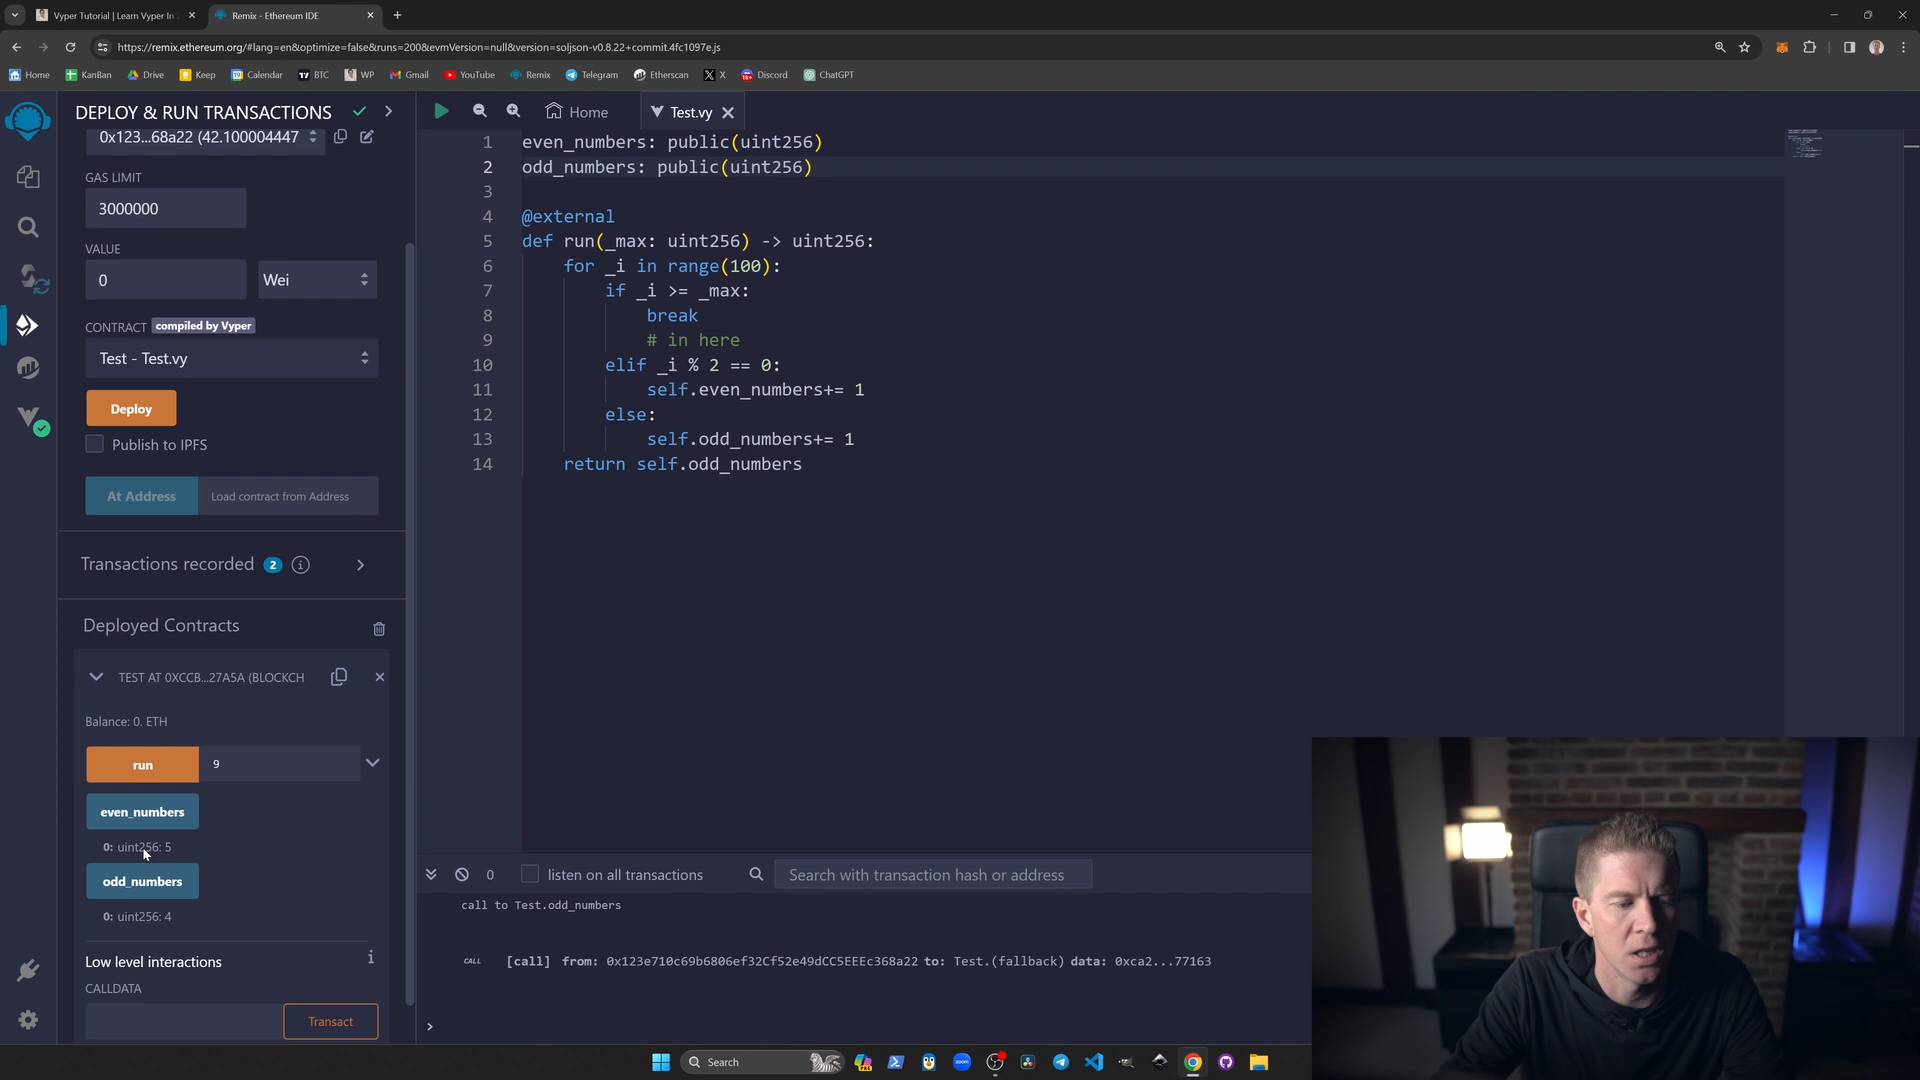 Vyper Tutorial | Learn Vyper In
Remix - Ethereum IDE
https://remix.ethereum.org/#lang=en&optimize=false&runs=200&evmVersion=null&version=soljson-v0.8.22+commit.4fc1097e.js
Home
KanBan
Drive
Keep
Calendar
BTC
WP
Gmail
YouTube
Remix
Telegram
Etherscan
X
Discord
ChatGPT
DEPLOY & RUN TRANSACTIONS
0x123...68a22 (42.100004447
GAS LIMIT
3000000
VALUE
0
Wei
CONTRACT compiled by Vyper
Test - Test.vy
Deploy
Publish to IPFS
At Address
Load contract from Address
Transactions recorded 2
Deployed Contracts
TEST AT 0XCCB...27A5A (BLOCKCH
Balance: 0. ETH
run
9
even_numbers
0: uint256: 5
odd_numbers
0: uint256: 4
Low level interactions
CALLDATA
Transact
Home
Test.vy
1 even_numbers: public(uint256)
2 odd_numbers: public(uint256)
3
4 @external
5 def run(_max: uint256) -> uint256:
6 for _i in range(100):
7 if _i >= _max:
8 break
9 # in here
10 elif _i % 2 == 0:
11 self.even_numbers+= 1
12 else:
13 self.odd_numbers+= 1
14 return self.odd_numbers
0
listen on all transactions
Search with transaction hash or address
call to Test.odd_numbers
CALL [call] from: 0x123e710c69b6806ef32Cf52e49dCC5EEEc368a22 to: Test.(fallback) data: 0xca2...77163
>
Search
zoom